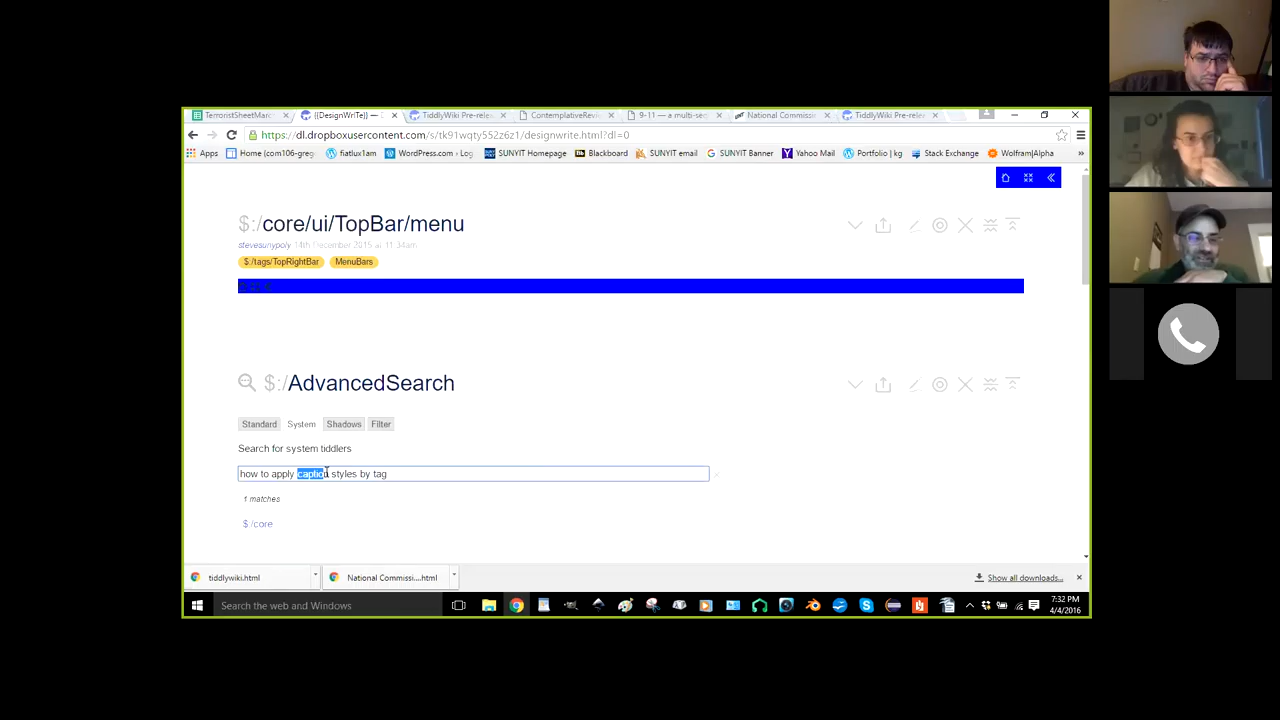 TerroristSheetMarc
{{DesignWriTe}} —
TiddlyWiki Pre-relea
ContemplativeRevi
9-11 — a multi-sec
National Commissi
TiddlyWiki Pre-relea
https://dl.dropboxusercontent.com/s/tk91wqty552z6z1/designwrite.html?dl=0
Apps
Home (com106-greg
fiatlux1am
WordPress.com › Log
SUNYIT Homepage
Blackboard
SUNYIT email
SUNYIT Banner
Yahoo Mail
Portfolio | kg
Stack Exchange
Wolfram|Alpha
»
$:/core/ui/TopBar/menu
stevesunypoly 14th December 2015 at 11:34am
$:/tags/TopRightBar MenuBars
$:/AdvancedSearch
Standard System Shadows Filter
Search for system tiddlers
how to apply caption styles by tag
1 matches
$:/core
tiddlywiki.html
National Commissi....html
Show all downloads...
Search the web and Windows
7:32 PM
4/4/2016